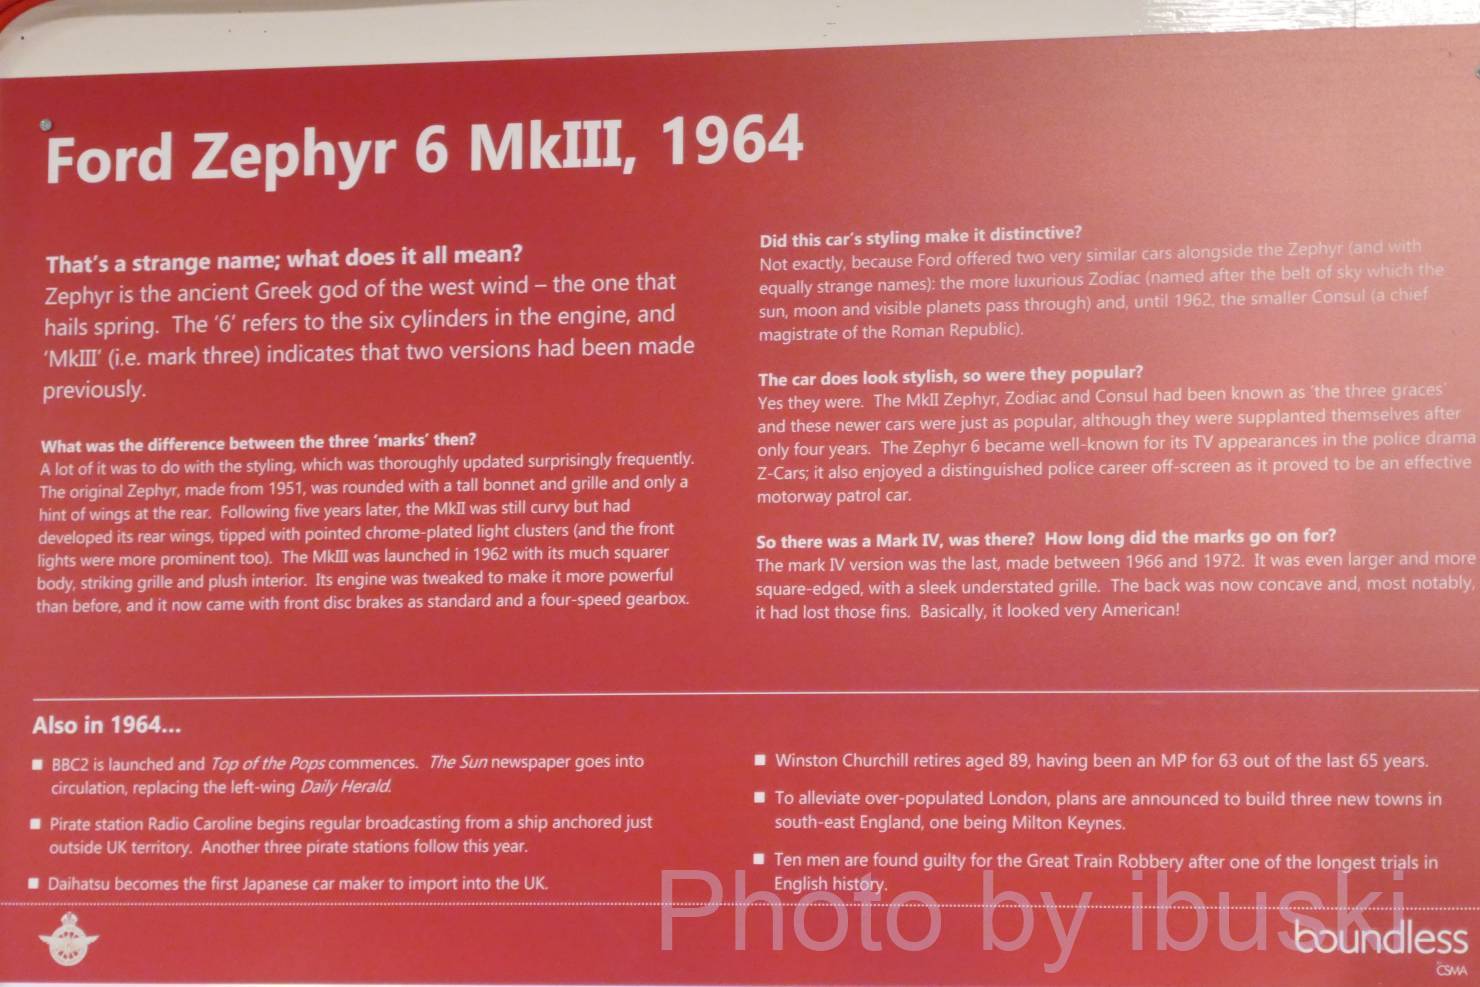 Ford Zephyr 6 MkIII, 1964
That's a strange name; what does it all mean?
Zephyr is the ancient Greek god of the west wind – the one that
hails spring. The '6' refers to the six cylinders in the engine, and
'MkIII' (i.e. mark three) indicates that two versions had been made
previously.
What was the difference between the three 'marks' then?
A lot of it was to do with the styling, which was thoroughly updated surprisingly frequently.
The original Zephyr, made from 1951, was rounded with a tall bonnet and grille and only a
hint of wings at the rear. Following five years later, the MkII was still curvy but had
developed its rear wings, tipped with pointed chrome-plated light clusters (and the front
lights were more prominent too). The MkIII was launched in 1962 with its much squarer
body, striking grille and plush interior. Its engine was tweaked to make it more powerful
than before, and it now came with front disc brakes as standard and a four-speed gearbox.
Did this car's styling make it distinctive?
Not exactly, because Ford offered two very similar cars alongside the Zephyr (and with
equally strange names): the more luxurious Zodiac (named after the belt of sky which the
sun, moon and visible planets pass through) and, until 1962, the smaller Consul (a chief
magistrate of the Roman Republic).
The car does look stylish, so were they popular?
Yes they were. The MkII Zephyr, Zodiac and Consul had been known as 'the three graces'
and these newer cars were just as popular, although they were supplanted themselves after
only four years. The Zephyr 6 became well-known for its TV appearances in the police drama
Z-Cars; it also enjoyed a distinguished police career off-screen as it proved to be an effective
motorway patrol car.
So there was a Mark IV, was there? How long did the marks go on for?
The mark IV version was the last, made between 1966 and 1972. It was even larger and more
square-edged, with a sleek understated grille. The back was now concave and, most notably,
it had lost those fins. Basically, it looked very American!
Also in 1964...
■ BBC2 is launched and Top of the Pops commences. The Sun newspaper goes into
circulation, replacing the left-wing Daily Herald.
■ Pirate station Radio Caroline begins regular broadcasting from a ship anchored just
outside UK territory. Another three pirate stations follow this year.
■ Daihatsu becomes the first Japanese car maker to import into the UK.
■ Winston Churchill retires aged 89, having been an MP for 63 out of the last 65 years.
■ To alleviate over-populated London, plans are announced to build three new towns in
south-east England, one being Milton Keynes.
■ Ten men are found guilty for the Great Train Robbery after one of the longest trials in
English history.
Photo by ibuski
boundless
by CSMA